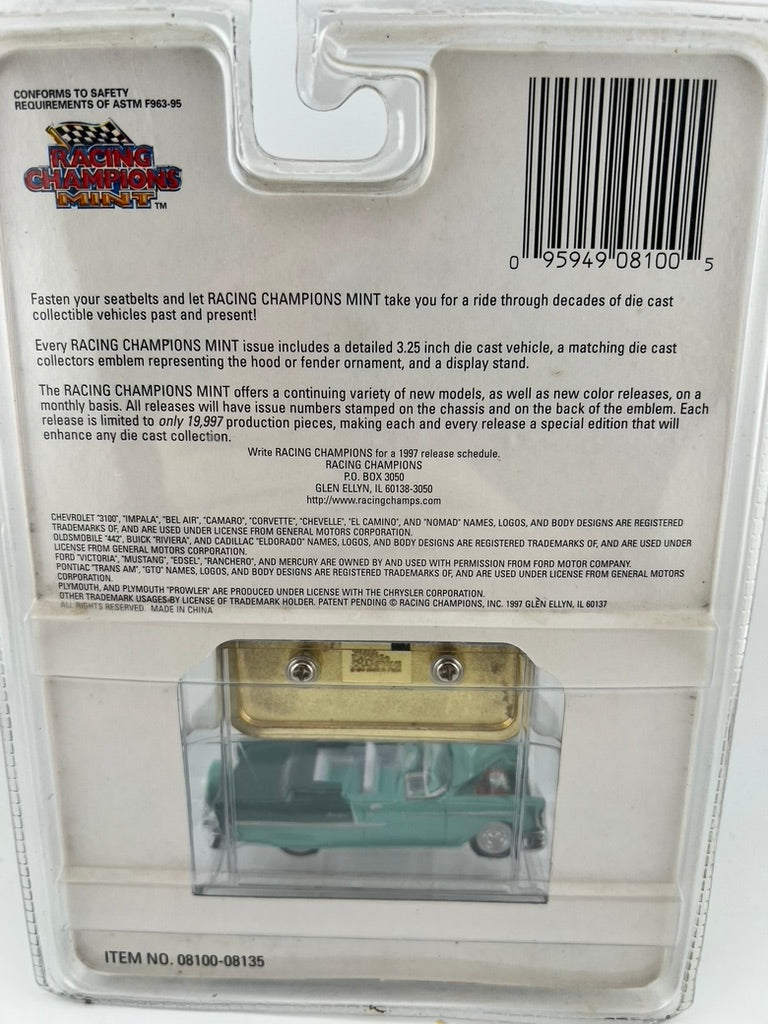 CONFORMS TO SAFETY
REQUIREMENTS OF ASTM F963-95
RACING
CHAMPIONS
MINT™
0 95949 08100 5
Fasten your seatbelts and let RACING CHAMPIONS MINT take you for a ride through decades of die cast
collectible vehicles past and present!
Every RACING CHAMPIONS MINT issue includes a detailed 3.25 inch die cast vehicle, a matching die cast
collectors emblem representing the hood or fender ornament, and a display stand.
The RACING CHAMPIONS MINT offers a continuing variety of new models, as well as new color releases, on a
monthly basis. All releases will have issue numbers stamped on the chassis and on the back of the emblem. Each
release is limited to only 19,997 production pieces, making each and every release a special edition that will
enhance any die cast collection.
Write RACING CHAMPIONS for a 1997 release schedule.
RACING CHAMPIONS
P.O. BOX 3050
GLEN ELLYN, IL 60138-3050
http://www.racingchamps.com
CHEVROLET "3100", "IMPALA", "BEL AIR", "CAMARO", "CORVETTE", "CHEVELLE", "EL CAMINO", AND "NOMAD" NAMES, LOGOS, AND BODY DESIGNS ARE REGISTERED
TRADEMARKS OF, AND ARE USED UNDER LICENSE FROM GENERAL MOTORS CORPORATION.
OLDSMOBILE "442", BUICK "RIVIERA", AND CADILLAC "ELDORADO" NAMES, LOGOS, AND BODY DESIGNS ARE REGISTERED TRADEMARKS OF, AND ARE USED UNDER
LICENSE FROM GENERAL MOTORS CORPORATION.
FORD "VICTORIA", "MUSTANG", "EDSEL", "RANCHERO", AND MERCURY ARE OWNED BY AND USED WITH PERMISSION FROM FORD MOTOR COMPANY.
PONTIAC "TRANS AM", "GTO" NAMES, LOGOS, AND BODY DESIGNS ARE REGISTERED TRADEMARKS OF, AND ARE USED UNDER LICENSE FROM GENERAL MOTORS
CORPORATION.
PLYMOUTH, AND PLYMOUTH "PROWLER" ARE PRODUCED UNDER LICENSE WITH THE CHRYSLER CORPORATION.
OTHER TRADEMARK USAGES BY LICENSE OF TRADEMARK HOLDER. PATENT PENDING © RACING CHAMPIONS, INC. 1997 GLEN ELLYN, IL 60137
ALL RIGHTS RESERVED. MADE IN CHINA
ITEM NO. 08100-08135